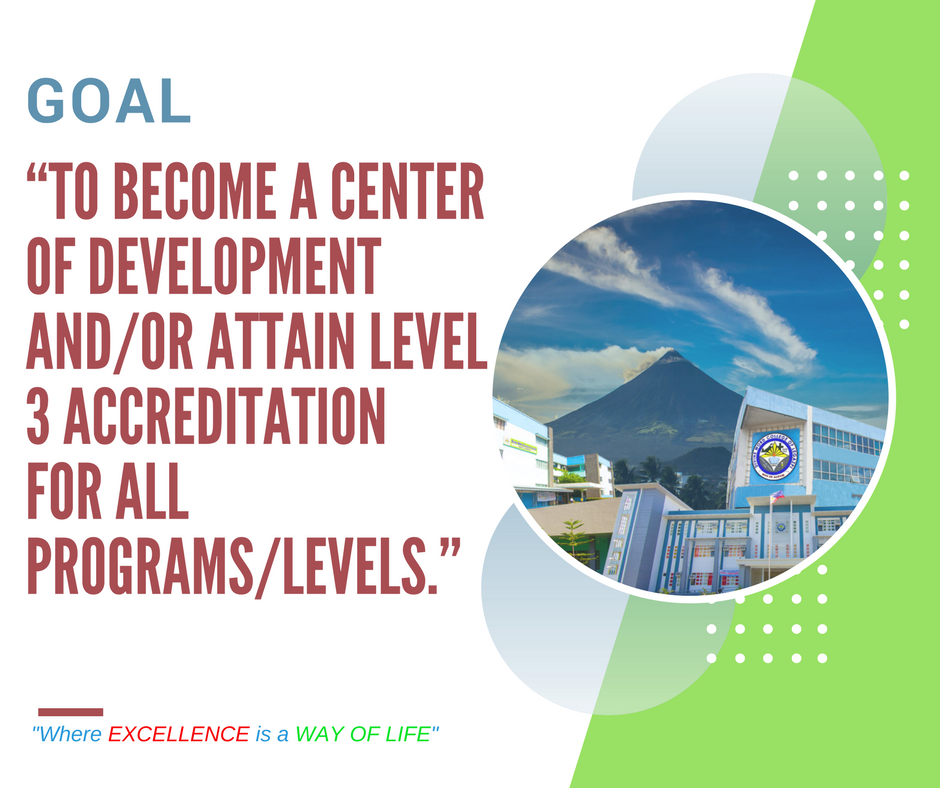 GOAL
“TO BECOME A CENTER
OF DEVELOPMENT
AND/OR ATTAIN LEVEL
3 ACCREDITATION
FOR ALL
PROGRAMS/LEVELS.”
"Where EXCELLENCE is a WAY OF LIFE"